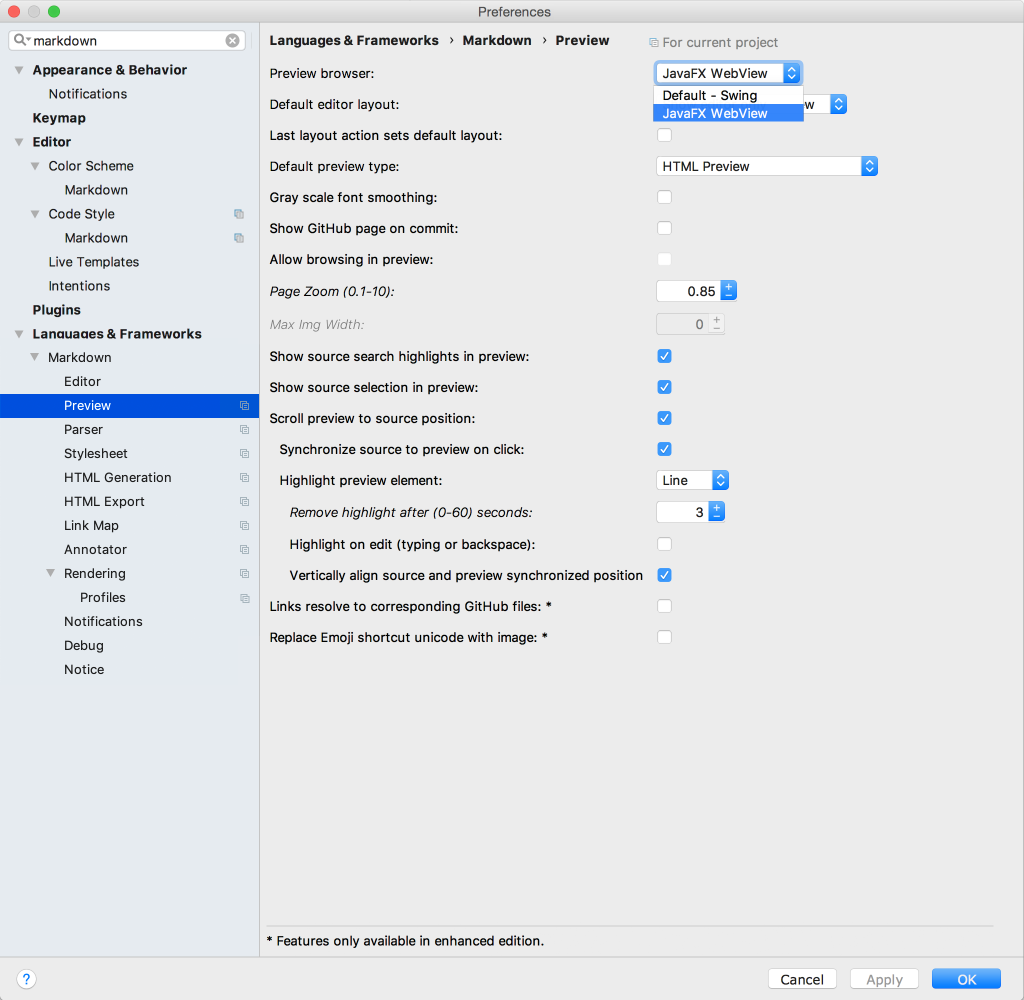 Preferences
markdown
Appearance & Behavior
Notifications
Keymap
Editor
Color Scheme
Markdown
Code Style
Markdown
Live Templates
Intentions
Plugins
Languages & Frameworks
Markdown
Editor
Preview
Parser
Stylesheet
HTML Generation
HTML Export
Link Map
Annotator
Rendering
Profiles
Notifications
Debug
Notice
Languages & Frameworks › Markdown › Preview For current project
Preview browser: JavaFX WebView
Default - Swing
JavaFX WebView
Default editor layout: w
Last layout action sets default layout:
Default preview type: HTML Preview
Gray scale font smoothing:
Show GitHub page on commit:
Allow browsing in preview:
Page Zoom (0.1-10): 0.85
Max Img Width: 0
Show source search highlights in preview:
Show source selection in preview:
Scroll preview to source position:
Synchronize source to preview on click:
Highlight preview element: Line
Remove highlight after (0-60) seconds: 3
Highlight on edit (typing or backspace):
Vertically align source and preview synchronized position
Links resolve to corresponding GitHub files: *
Replace Emoji shortcut unicode with image: *
* Features only available in enhanced edition.
? Cancel Apply OK